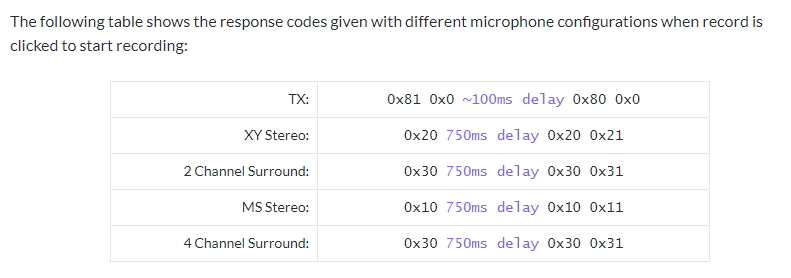 The following table shows the response codes given with different microphone configurations when record is
clicked to start recording:
TX: 0x81 0x0 ~100ms delay 0x80 0x0
XY Stereo: 0x20 750ms delay 0x20 0x21
2 Channel Surround: 0x30 750ms delay 0x30 0x31
MS Stereo: 0x10 750ms delay 0x10 0x11
4 Channel Surround: 0x30 750ms delay 0x30 0x31